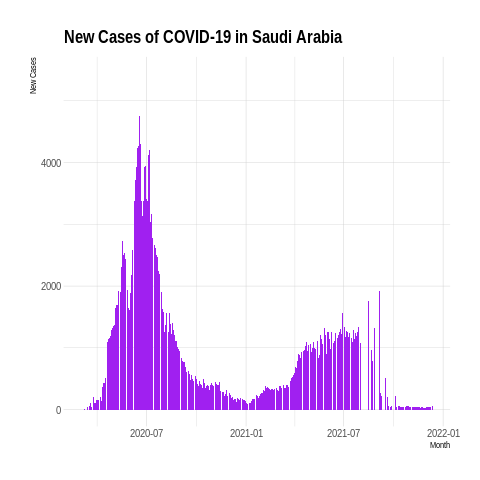 New Cases of COVID-19 in Saudi Arabia
New Cases
4000
2000
0
2020-07 2021-01 2021-07 2022-01
Month